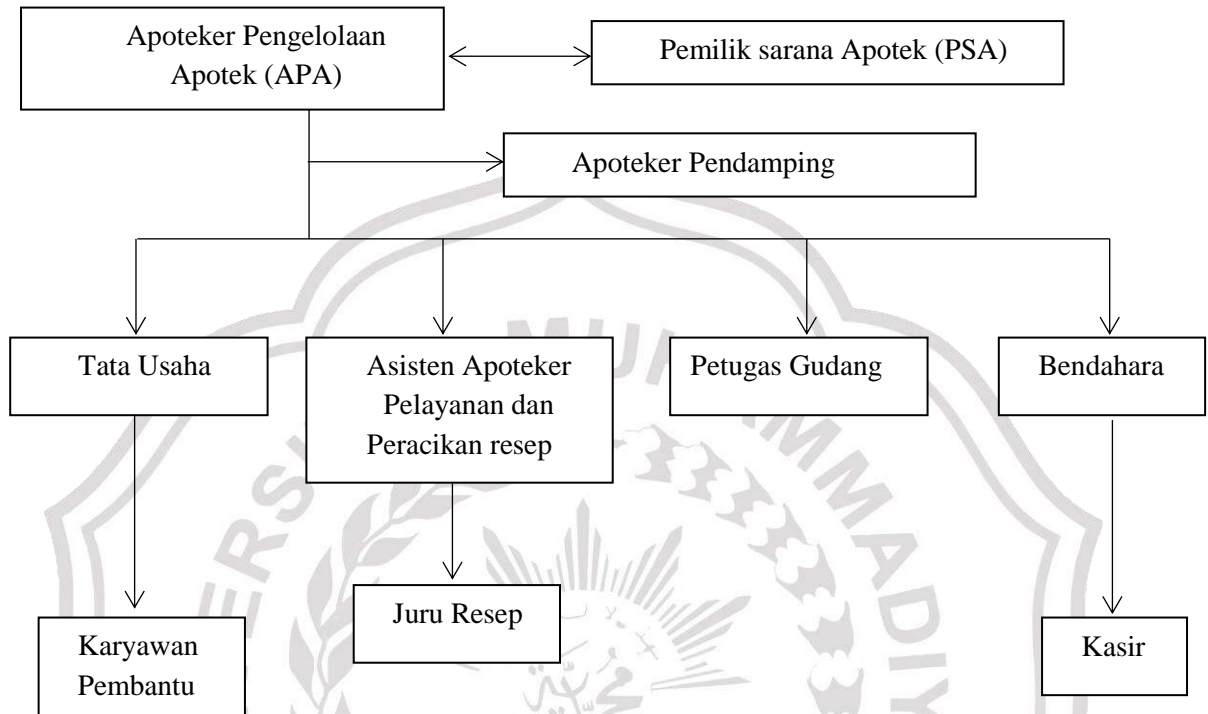 Apoteker Pengelolaan
Apotek (APA)
Pemilik sarana Apotek (PSA)
Apoteker Pendamping
Tata Usaha
Asisten Apoteker
Pelayanan dan
Peracikan resep
Petugas Gudang
Bendahara
Juru Resep
Karyawan
Pembantu
Kasir